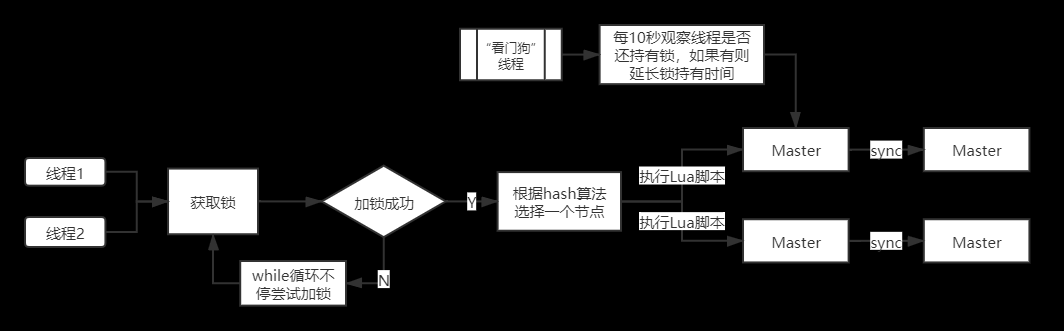 “看门狗”
线程
每10秒观察线程是否
还持有锁，如果有则
延长锁持有时间
线程1
线程2
获取锁
加锁成功
Y
N
while循环不
停尝试加锁
根据hash算法
选择一个节点
执行Lua脚本
执行Lua脚本
Master
sync
Master
Master
sync
Master